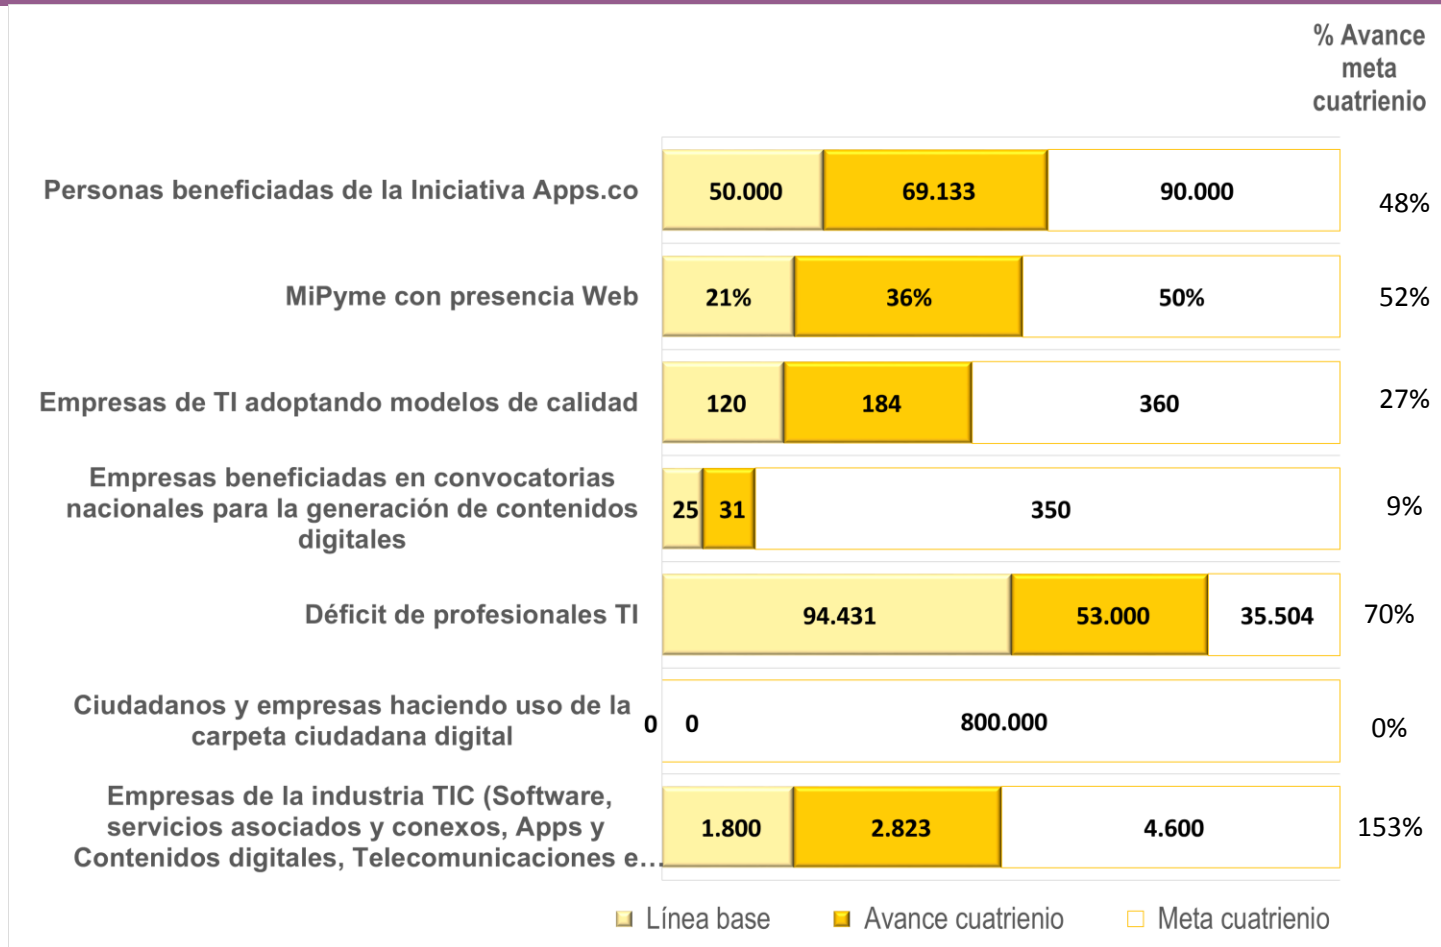 % Avance
meta
cuatrienio
Personas beneficiadas de la Iniciativa Apps.co
50.000
69.133
90.000
48%
MiPyme con presencia Web
21%
36%
50%
52%
Empresas de TI adoptando modelos de calidad
120
184
360
27%
Empresas beneficiadas en convocatorias
nacionales para la generación de contenidos
digitales
25
31
350
9%
Déficit de profesionales TI
94.431
53.000
35.504
70%
Ciudadanos y empresas haciendo uso de la
carpeta ciudadana digital
0
0
800.000
0%
Empresas de la industria TIC (Software,
servicios asociados y conexos, Apps y
Contenidos digitales, Telecomunicaciones e…
1.800
2.823
4.600
153%
Línea base
Avance cuatrienio
Meta cuatrienio